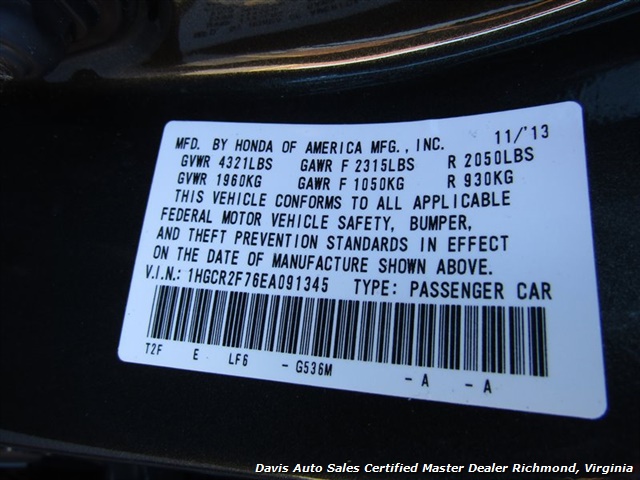 MFD. BY HONDA OF AMERICA MFG., INC. 11/'13
GVWR 4321LBS GAWR F 2315LBS R 2050LBS
GVWR 1960KG GAWR F 1050KG R 930KG
THIS VEHICLE CONFORMS TO ALL APPLICABLE
FEDERAL MOTOR VEHICLE SAFETY, BUMPER,
AND THEFT PREVENTION STANDARDS IN EFFECT
ON THE DATE OF MANUFACTURE SHOWN ABOVE.
V.I.N.: 1HGCR2F76EA091345 TYPE: PASSENGER CAR
T2F E LF6 - G536M - A - A
Davis Auto Sales Certified Master Dealer Richmond, Virginia